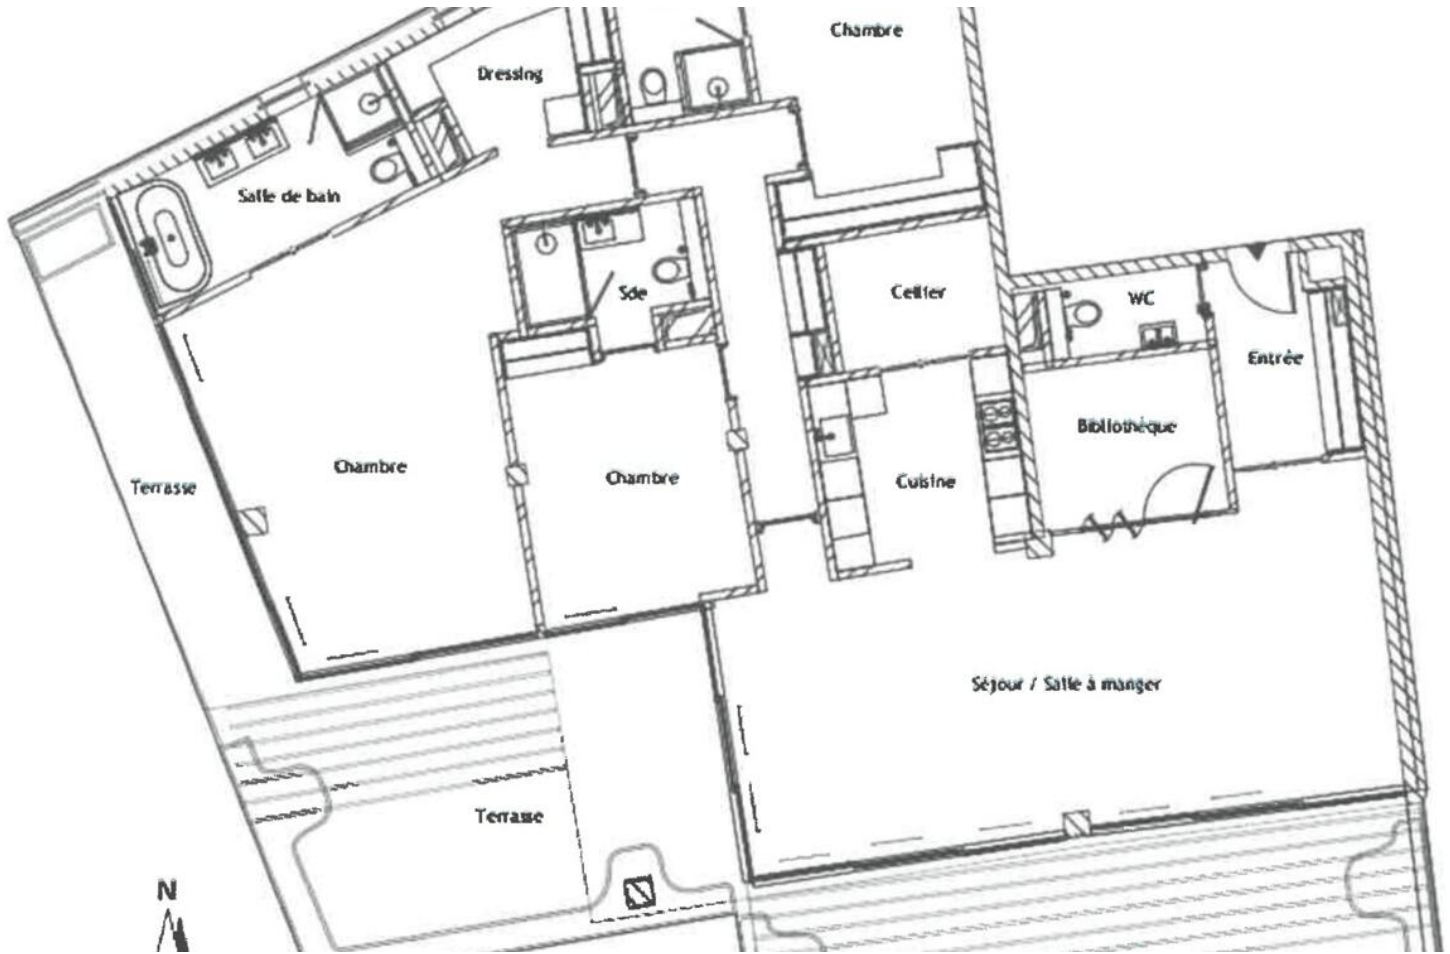 Chambre
Dressing
Salle de bain
Sde
Cellier
WC
Entrée
Bibliothèque
Chambre
Chambre
Cuisine
Terrasse
Séjour / Salle à manger
Terrasse
N